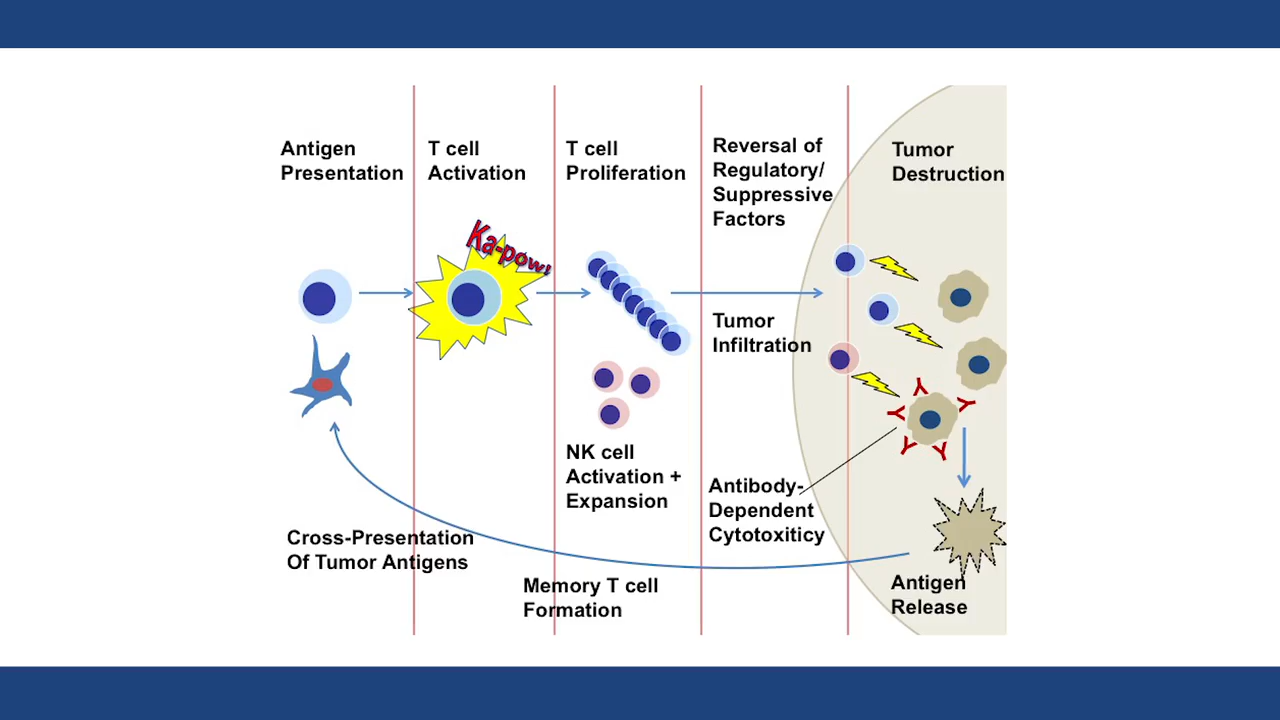 Antigen
Presentation
T cell
Activation
T cell
Proliferation
Reversal of
Regulatory/
Suppressive
Factors
Tumor
Destruction
Ka-pow!
Tumor
Infiltration
NK cell
Activation +
Expansion
Antibody-
Dependent
Cytotoxiticy
Cross-Presentation
Of Tumor Antigens
Memory T cell
Formation
Antigen
Release